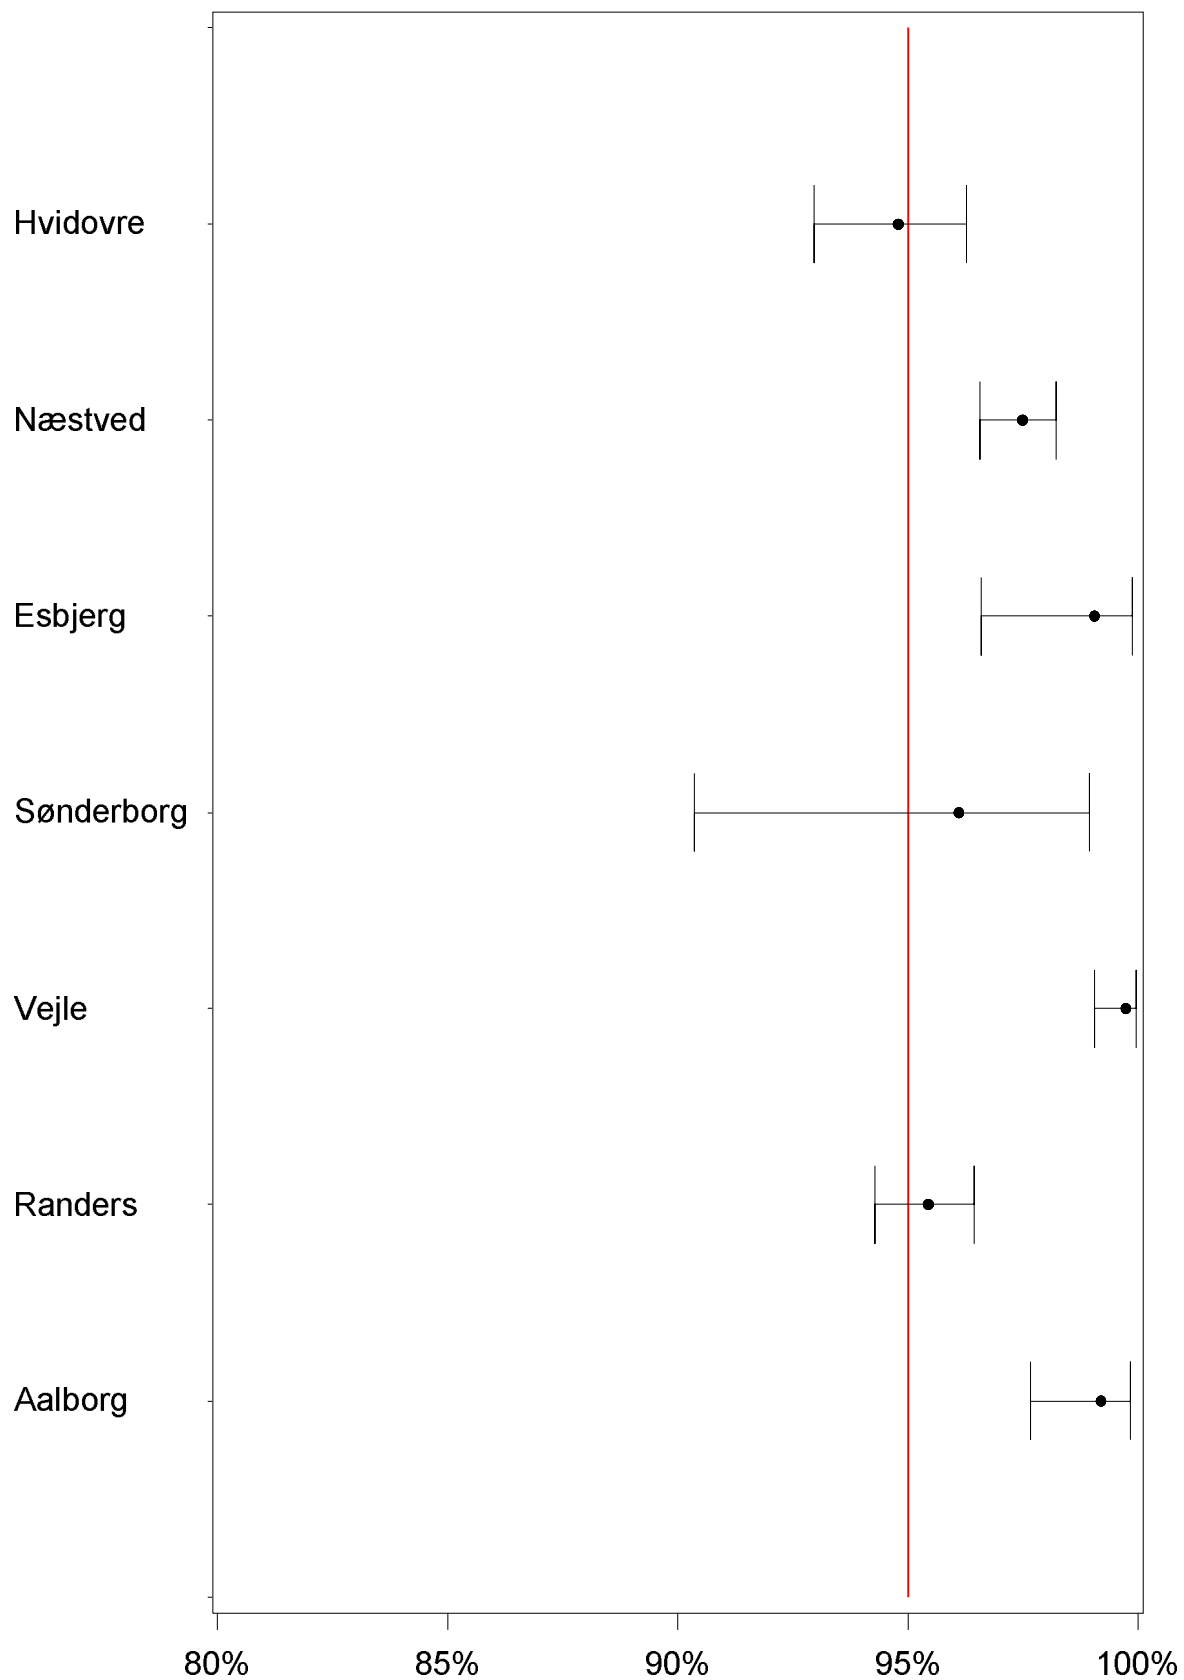 Hvidovre
Næstved
Esbjerg
Sønderborg
Vejle
Randers
Aalborg
80% 85% 90% 95% 100%